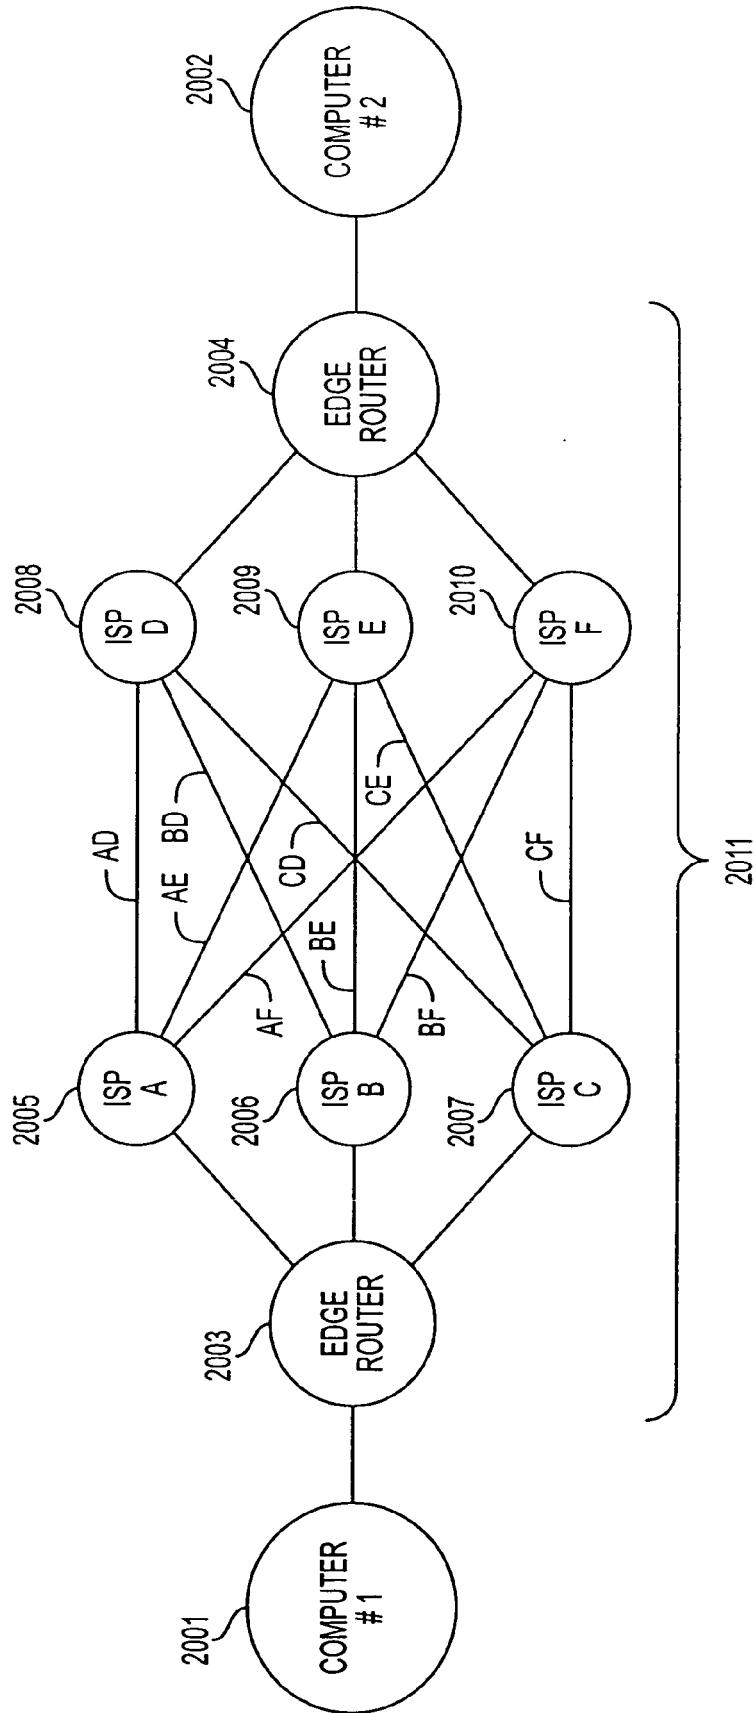 2001
COMPUTER
#1
2003
EDGE
ROUTER
2005
ISP
A
2006
ISP
B
2007
ISP
C
AD
AE
BD
AF
CD
BE
CE
BF
CF
2008
ISP
D
2009
ISP
E
2010
ISP
F
2004
EDGE
ROUTER
2002
COMPUTER
#2
2011